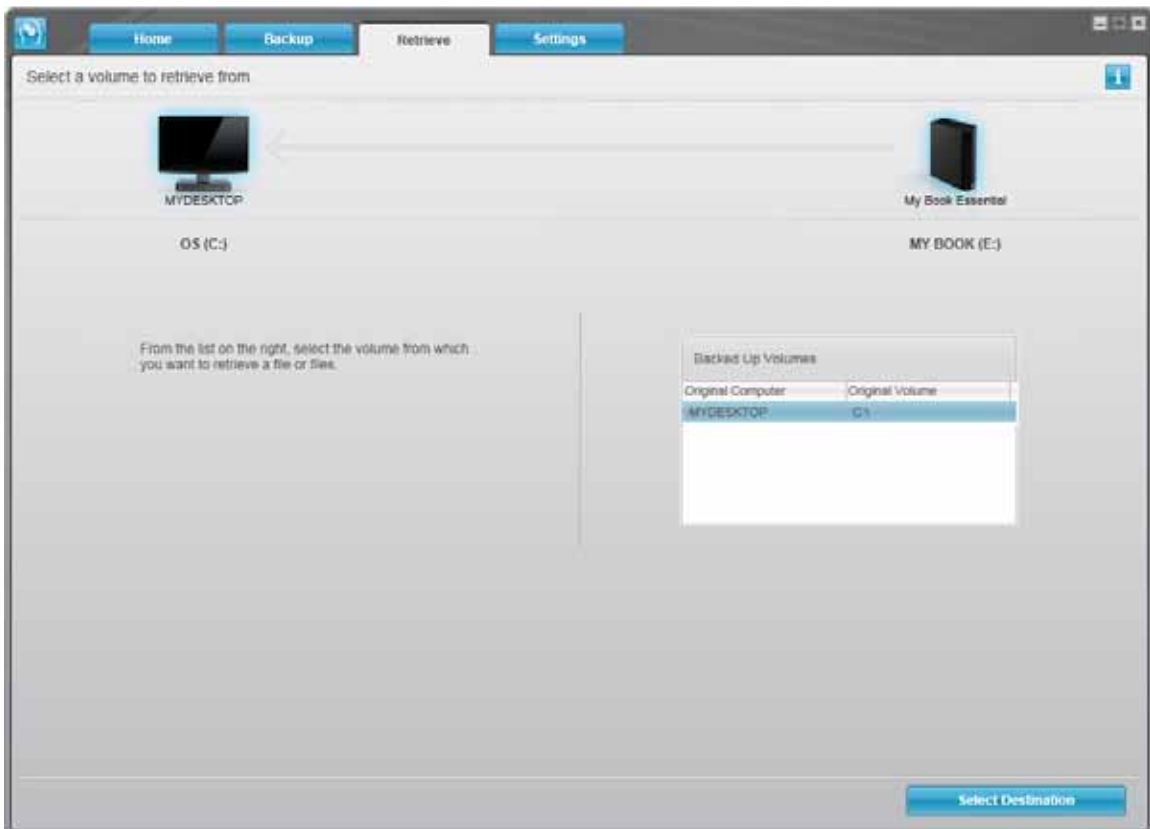 Home Backup Retrieve Settings
Select a volume to retrieve from
MYDESKTOP
My Book Essential
OS (C:)
MY BOOK (E:)
From the list on the right, select the volume from which
you want to retrieve a file or files.
Backed Up Volumes
Original Computer Original Volume
MYDESKTOP C:\
Select Destination